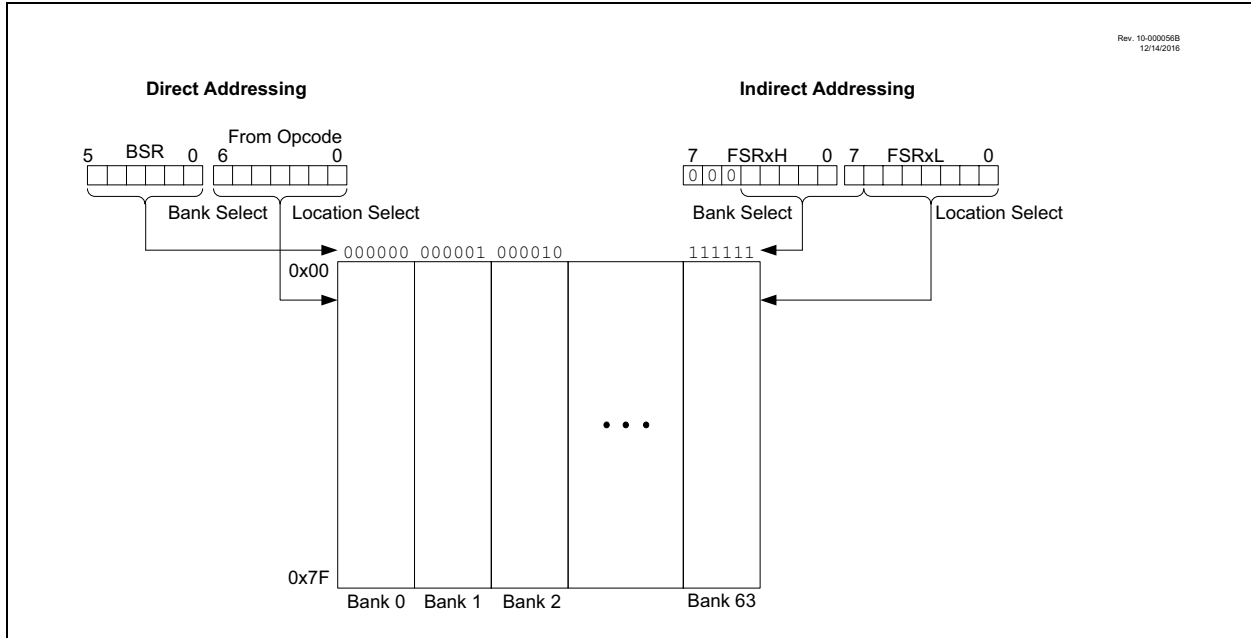 Rev. 10-000056B
12/14/2016
Direct Addressing
Indirect Addressing
From Opcode
5 BSR 0 6 0
7 FSRxH 0 7 FSRxL 0
0 0 0
Bank Select Location Select
Bank Select Location Select
000000 000001 000010 111111
0x00
0x7F
Bank 0 Bank 1 Bank 2 Bank 63